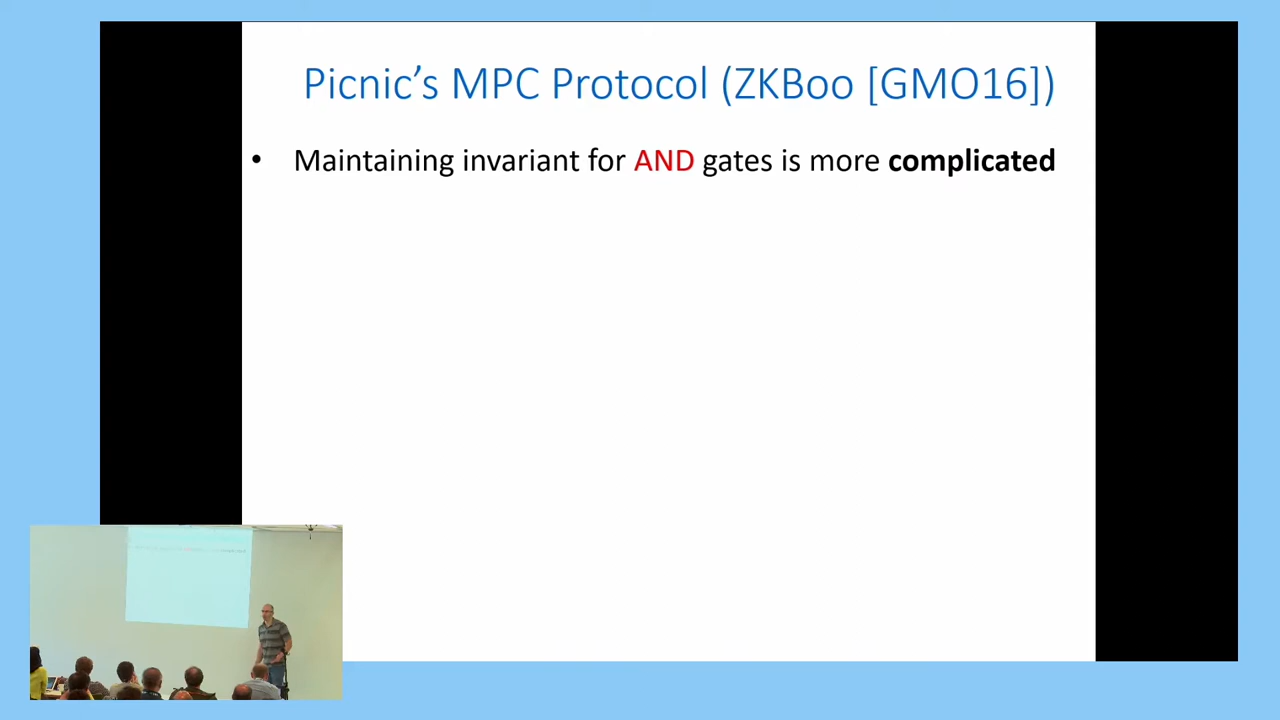 Picnic’s MPC Protocol (ZKBoo [GMO16])
• Maintaining invariant for AND gates is more complicated